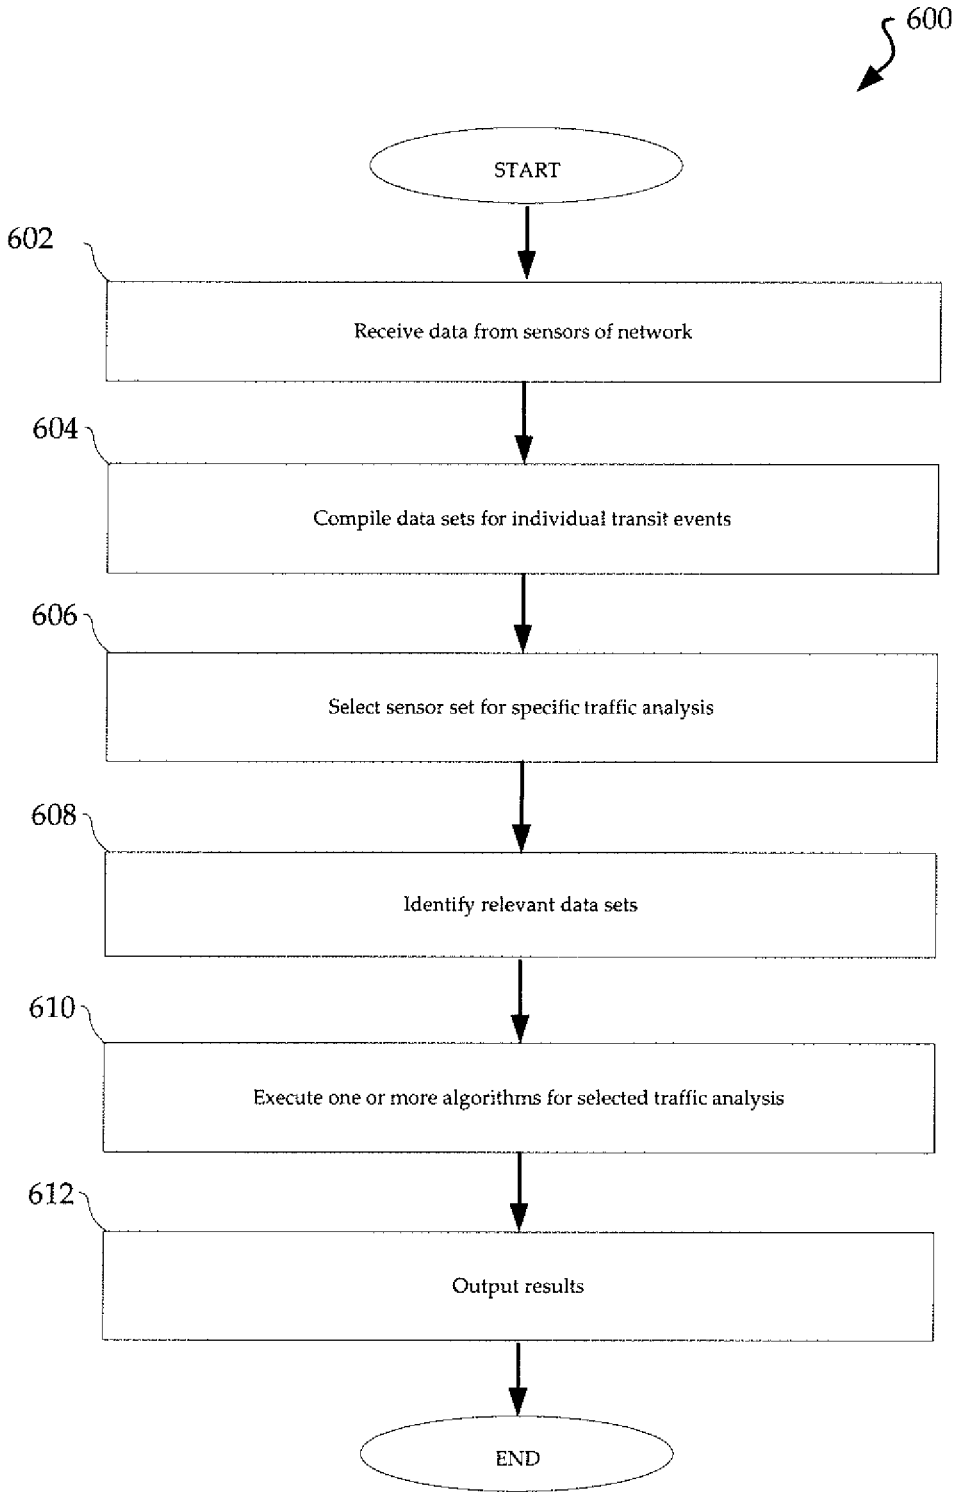 600
START
602
Receive data from sensors of network
604
Compile data sets for individual transit events
606
Select sensor set for specific traffic analysis
608
Identify relevant data sets
610
Execute one or more algorithms for selected traffic analysis
612
Output results
END